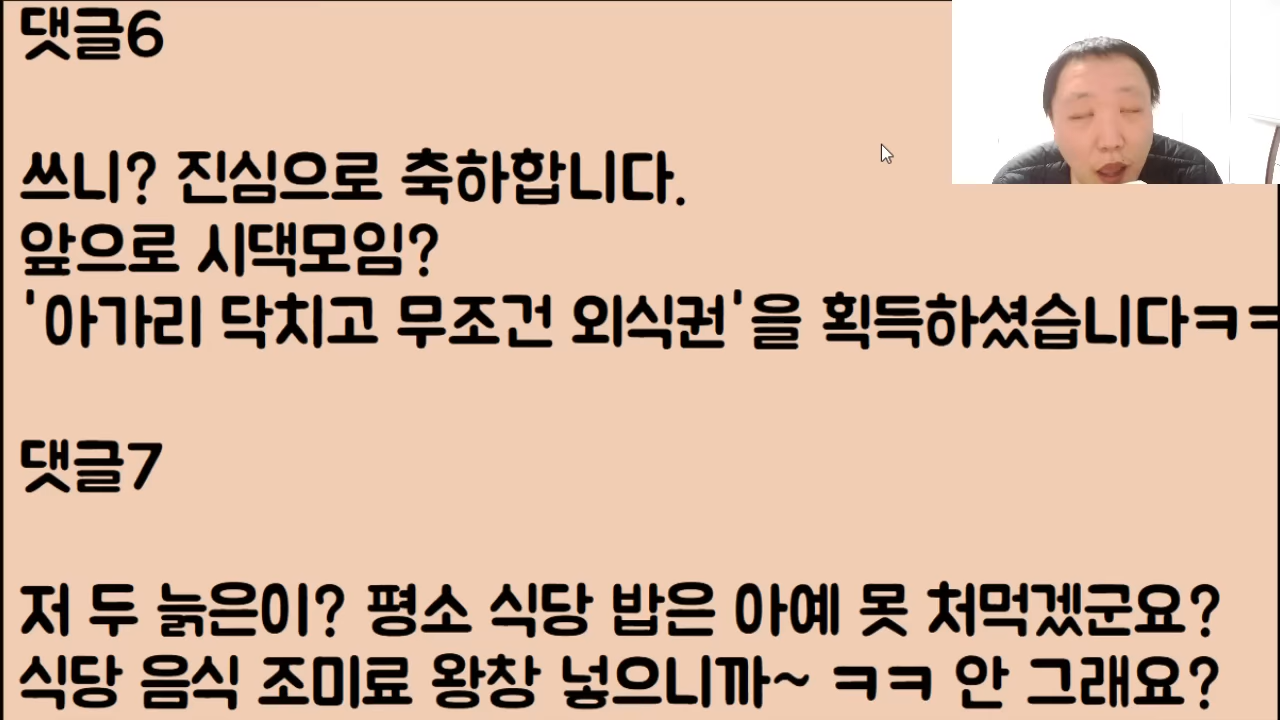 댓글6
쓰니? 진심으로 축하합니다.
앞으로 시댁모임?
'아가리 닥치고 무조건 외식권'을 획득하셨습니다ㅋㅋ
댓글7
저 두 늙은이? 평소 식당 밥은 아예 못 처먹겠군요?
식당 음식 조미료 왕창 넣으니까~ ㅋㅋ 안 그래요?